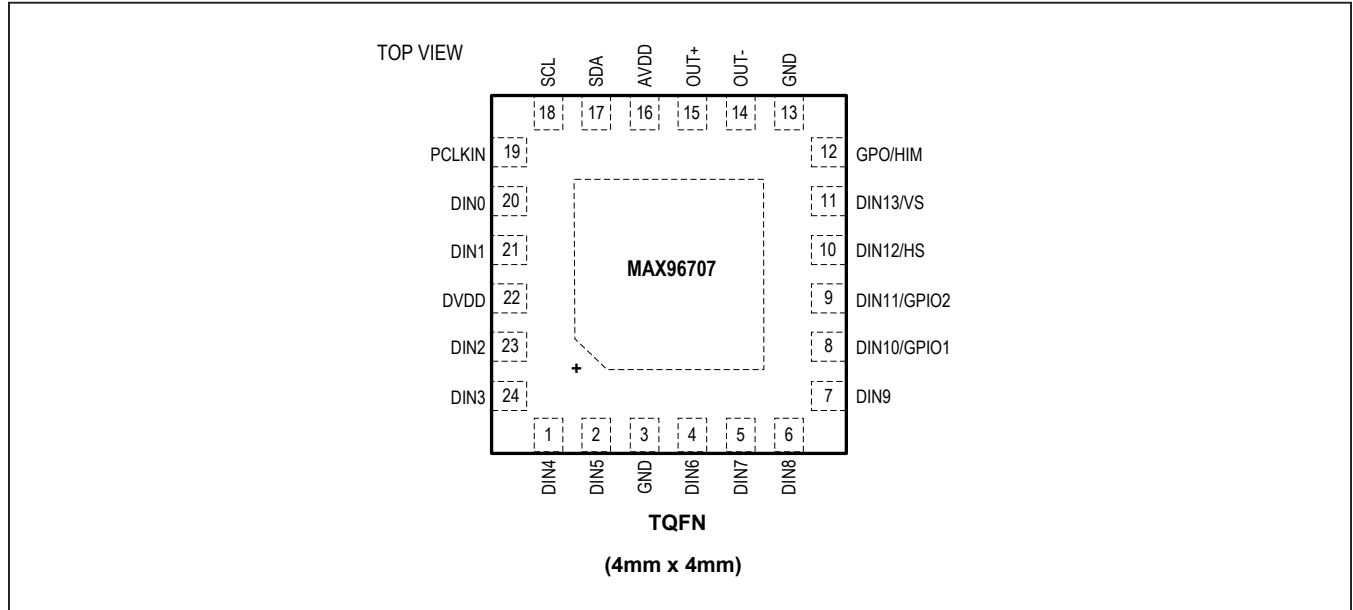 TOP VIEW
SCL SDA AVDD OUT+ OUT- GND
18 17 16 15 14 13
PCLKIN 19 12 GPO/HIM
DIN0 20 11 DIN13/VS
DIN1 21 10 DIN12/HS
MAX96707
DVDD 22 9 DIN11/GPIO2
DIN2 23 8 DIN10/GPIO1
+
DIN3 24 7 DIN9
1 2 3 4 5 6
DIN4 DIN5 GND DIN6 DIN7 DIN8
TQFN
(4mm x 4mm)